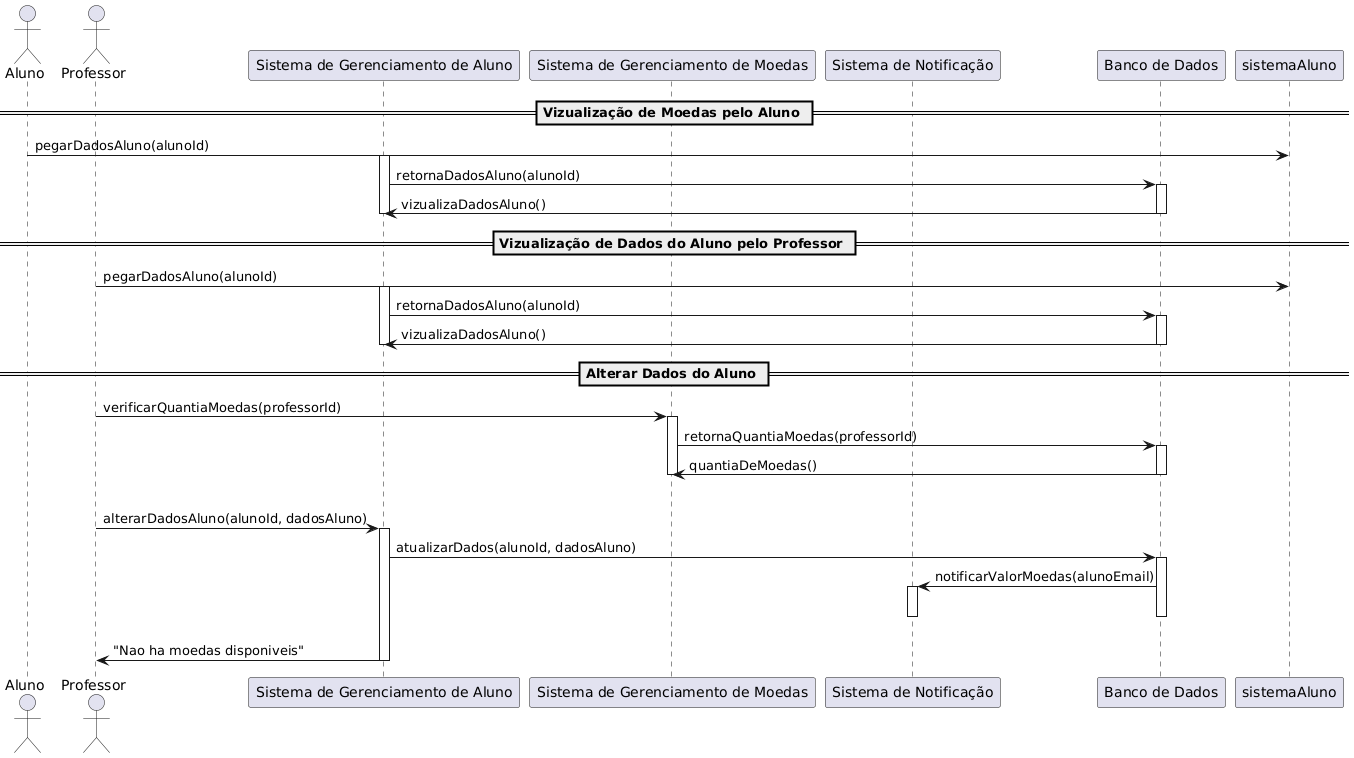 Aluno
Professor
Sistema de Gerenciamento de Aluno
Sistema de Gerenciamento de Moedas
Sistema de Notificação
Banco de Dados
sistemaAluno
Vizualização de Moedas pelo Aluno
pegarDadosAluno(alunoId)
retornaDadosAluno(alunoId)
vizualizaDadosAluno()
Vizualização de Dados do Aluno pelo Professor
pegarDadosAluno(alunoId)
retornaDadosAluno(alunoId)
vizualizaDadosAluno()
Alterar Dados do Aluno
verificarQuantiaMoedas(professorId)
retornaQuantiaMoedas(professorId)
quantiaDeMoedas()
alterarDadosAluno(alunoId, dadosAluno)
atualizarDados(alunoId, dadosAluno)
notificarValorMoedas(alunoEmail)
"Nao ha moedas disponiveis"
Aluno
Professor
Sistema de Gerenciamento de Aluno
Sistema de Gerenciamento de Moedas
Sistema de Notificação
Banco de Dados
sistemaAluno